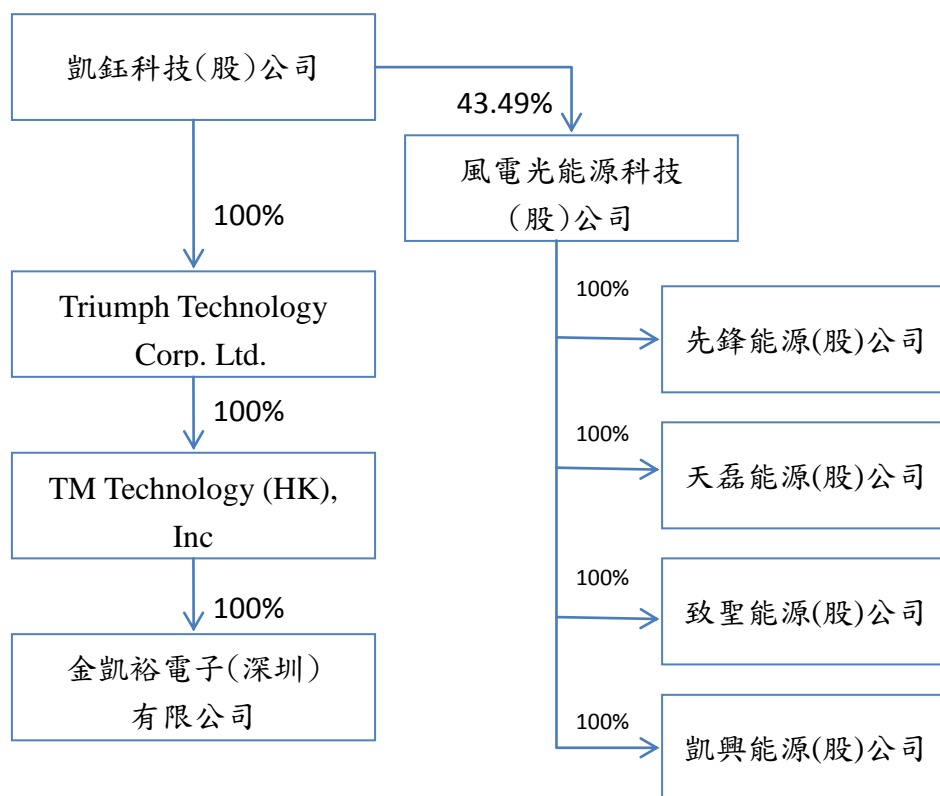 凱鈺科技(股)公司
43.49%
風電光能源科技
(股)公司
100%
100%
Triumph Technology
Corp. Ltd.
先鋒能源(股)公司
100%
100%
TM Technology (HK),
Inc
天磊能源(股)公司
100%
100%
致聖能源(股)公司
金凱裕電子(深圳)
有限公司
100%
凱興能源(股)公司